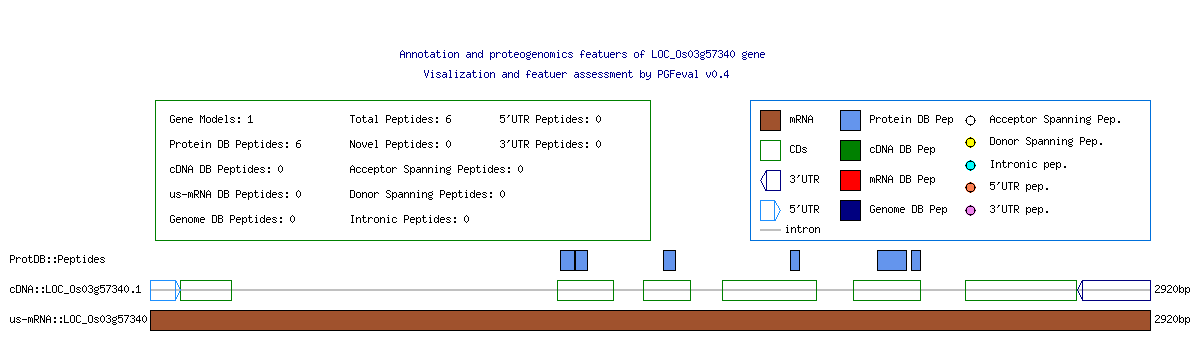 Annotation and proteogenomics featuers of LOC_Os03g57340 gene
Visalization and featuer assessment by PGFeval v0.4
Gene Models: 1 Total Peptides: 6 5'UTR Peptides: 0
Protein DB Peptides: 6 Novel Peptides: 0 3'UTR Peptides: 0
cDNA DB Peptides: 0 Acceptor Spanning Peptides: 0
us-mRNA DB Peptides: 0 Donor Spanning Peptides: 0
Genome DB Peptides: 0 Intronic Peptides: 0
mRNA Protein DB Pep Acceptor Spanning Pep.
CDs cDNA DB Pep Donor Spanning Pep.
3'UTR mRNA DB Pep Intronic pep.
5'UTR Genome DB Pep 5'UTR pep.
intron 3'UTR pep.
ProtDB::Peptides
cDNA::LOC_Os03g57340.1 2920bp
us-mRNA::LOC_Os03g57340 2920bp